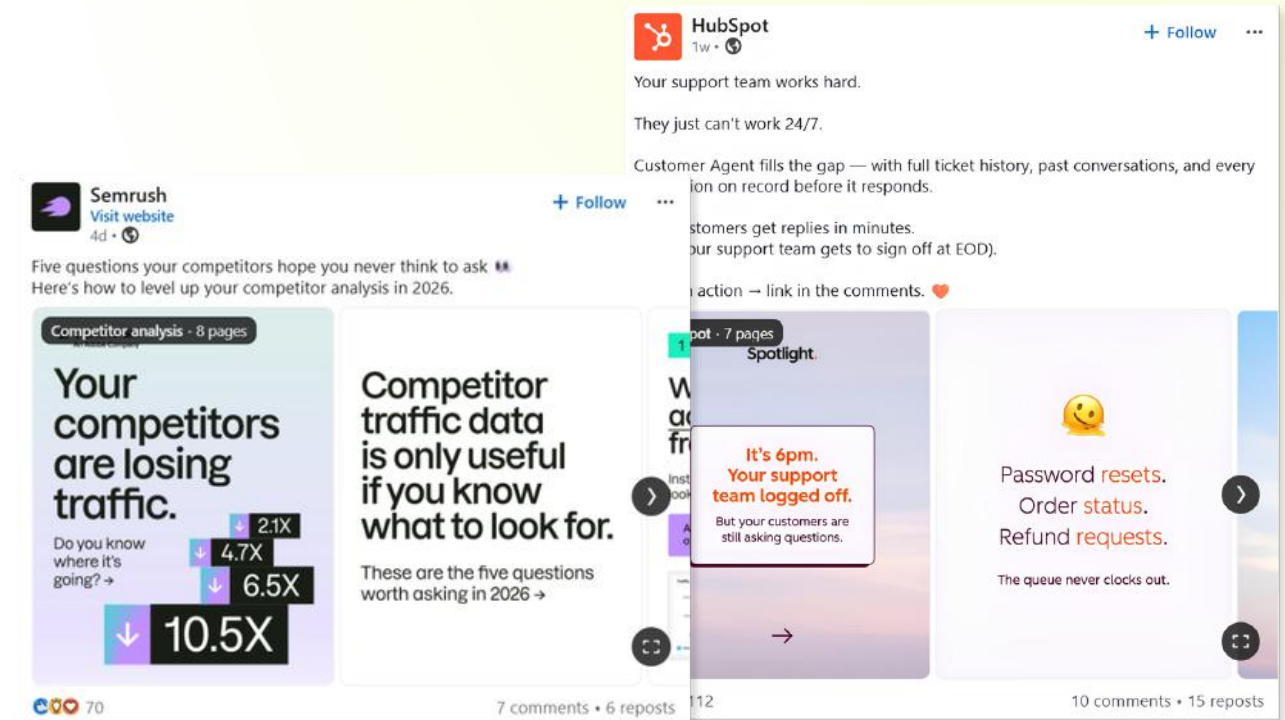 HubSpot
1w •
+ Follow
Your support team works hard.
They just can't work 24/7.
Customer Agent fills the gap — with full ticket history, past conversations, and every
on record before it responds.
get replies in minutes.
support team gets to sign off at EOD).
action → link in the comments.
7 pages
Spotlight.
It's 6pm.
Your support
team logged off.
But your customers are
still asking questions.
→
Password resets.
Order status.
Refund requests.
The queue never clocks out.
112
10 comments • 15 reposts
Semrush
Visit website
4d •
+ Follow
Five questions your competitors hope you never think to ask
Here's how to level up your competitor analysis in 2026.
Competitor analysis · 8 pages
Your
competitors
are losing
traffic.
Do you know
where it's
going? →
2.1X
4.7X
6.5X
10.5X
Competitor
traffic data
is only useful
if you know
what to look for.
These are the five questions
worth asking in 2026 →
1
70
7 comments • 6 reposts